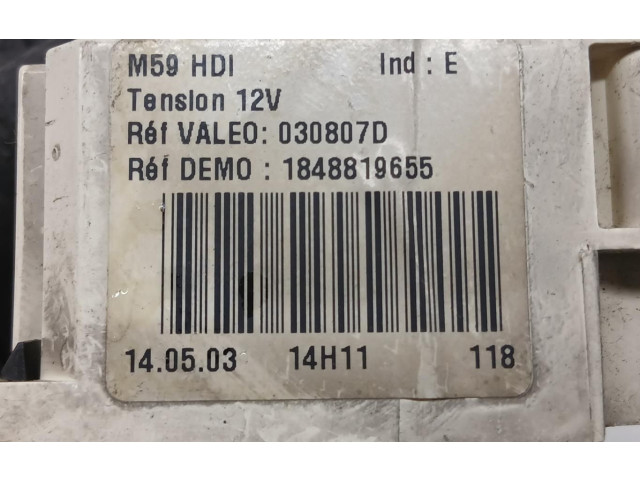 M59 HDI Ind : E
Tension 12V
Réf VALEO: 030807D
Réf DEMO : 1848819655
14.05.03 14H11 118